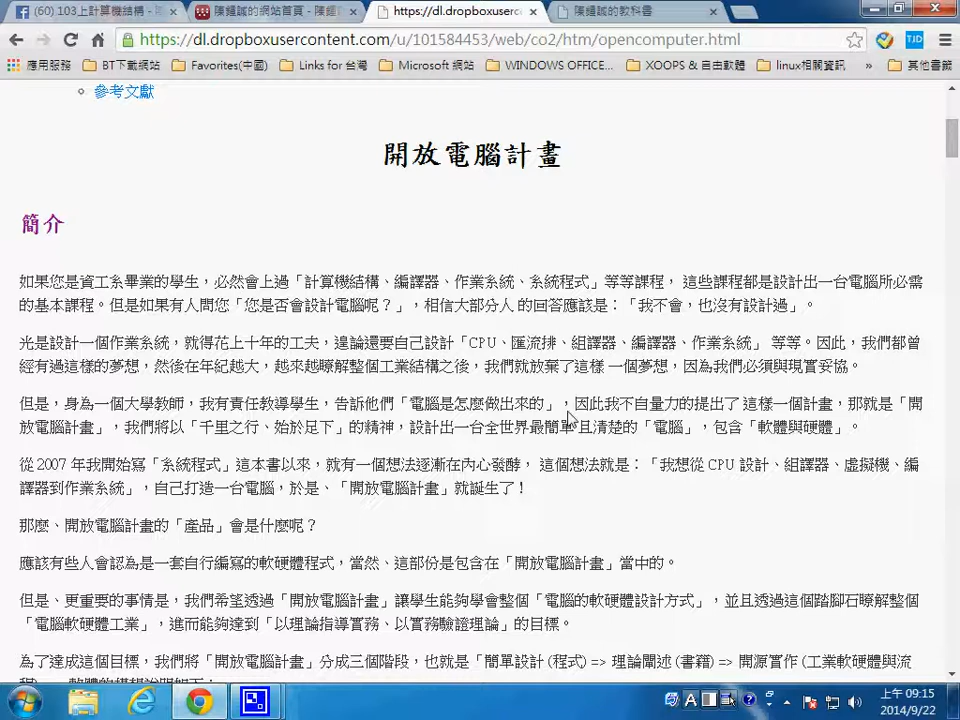 (60).103上計算機結構 -
陳鍾誠的網站首頁 - 陳鍾
https://dl.dropboxuserc
陳鍾誠的教科書
https://dl.dropboxusercontent.com/u/101584453/web/co2/htm/opencomputer.html
應用服務 BT下載網站 Favorites(中國) Links for 台灣 Microsoft 網站 WINDOWS OFFICE... XOOPS & 自由軟體 linux相關資訊 » 其他書籤
參考文獻
開放電腦計畫
簡介
如果您是資工系畢業的學生，必然會上過「計算機結構、編譯器、作業系統、系統程式」等等課程， 這些課程都是設計出一台電腦所必需
的基本課程。但是如果有人問您「您是否會設計電腦呢？」，相信大部分人 的回答應該是：「我不會，也沒有設計過」。
光是設計一個作業系統，就得花上十年的工夫，遑論還要自己設計「CPU、匯流排、組譯器、編譯器、作業系統」 等等。因此，我們都曾
經有過這樣的夢想，然後在年紀越大，越來越瞭解整個工業結構之後，我們就放棄了這樣 一個夢想，因為我們必須與現實妥協。
但是，身為一個大學教師，我有責任教導學生，告訴他們「電腦是怎麼做出來的」，因此我不自量力的提出了 這樣一個計畫，那就是「開
放電腦計畫」，我們將以「千里之行、始於足下」的精神，設計出一台全世界最簡單且清楚的「電腦」，包含「軟體與硬體」。
從 2007 年我開始寫「系統程式」這本書以來，就有一個想法逐漸在內心發酵， 這個想法就是：「我想從 CPU 設計、組譯器、虛擬機、編
譯器到作業系統」，自己打造一台電腦，於是、「開放電腦計畫」就誕生了！
那麼、開放電腦計畫的「產品」會是什麼呢？
應該有些人會認為是一套自行編寫的軟硬體程式，當然、這部份是包含在「開放電腦計畫」當中的。
但是、更重要的事情是，我們希望透過「開放電腦計畫」讓學生能夠學會整個「電腦的軟硬體設計方式」，並且透過這個踏腳石瞭解整個
「電腦軟硬體工業」，進而能夠達到「以理論指導實務、以實務驗證理論」的目標。
為了達成這個目標，我們將「開放電腦計畫」分成三個階段，也就是「簡單設計 (程式) => 理論闡述 (書籍) => 開源實作 (工業軟硬體與流
TJD
A
上午 09:15
2014/9/22